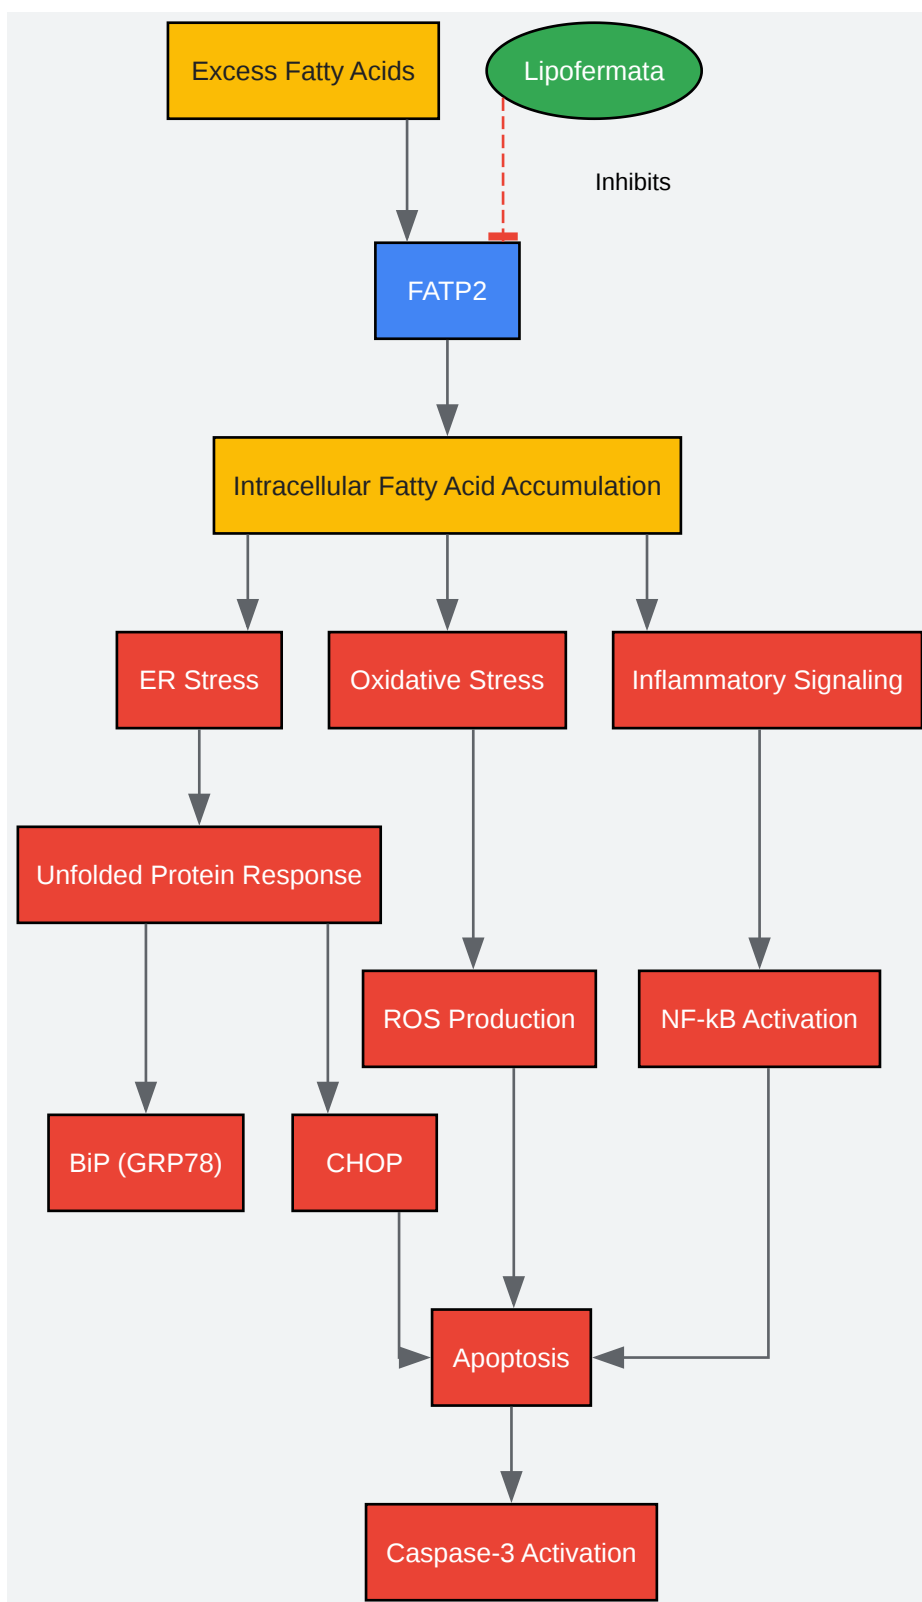 Excess Fatty Acids
Lipofermata
Inhibits
FATP2
Intracellular Fatty Acid Accumulation
ER Stress
Oxidative Stress
Inflammatory Signaling
Unfolded Protein Response
ROS Production
NF-kB Activation
BiP (GRP78)
CHOP
Apoptosis
Caspase-3 Activation